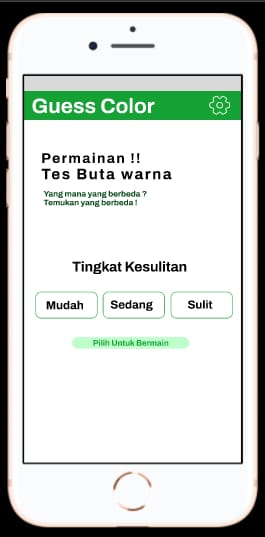 Guess Color
Permainan !!
Tes Buta warna
Yang mana yang berbeda ?
Temukan yang berbeda !
Tingkat Kesulitan
Mudah
Sedang
Sulit
Pilih Untuk Bermain